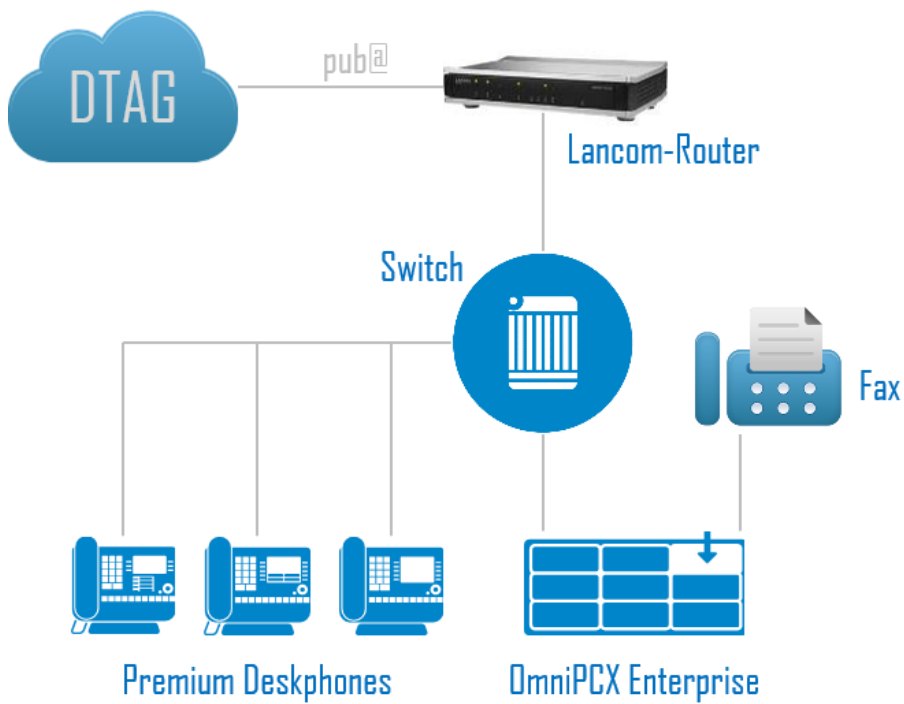 DTAG
pub@
Lancom-Router
Switch
Fax
Premium Deskphones
OmniPCX Enterprise